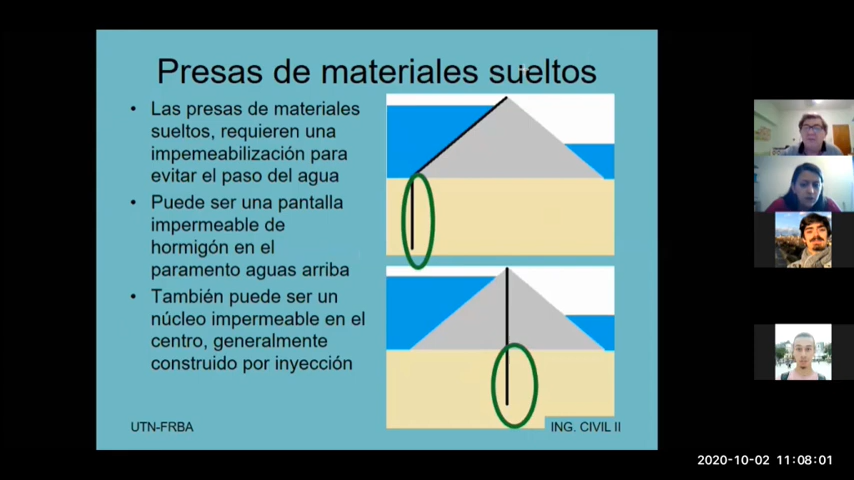 Presas de materiales sueltos
• Las presas de materiales
sueltos, requieren una
impemeabilización para
evitar el paso del agua
• Puede ser una pantalla
impermeable de
hormigón en el
paramento aguas arriba
• También puede ser un
núcleo impermeable en el
centro, generalmente
construido por inyección
UTN-FRBA
ING. CIVIL II
2020-10-02 11:08:01